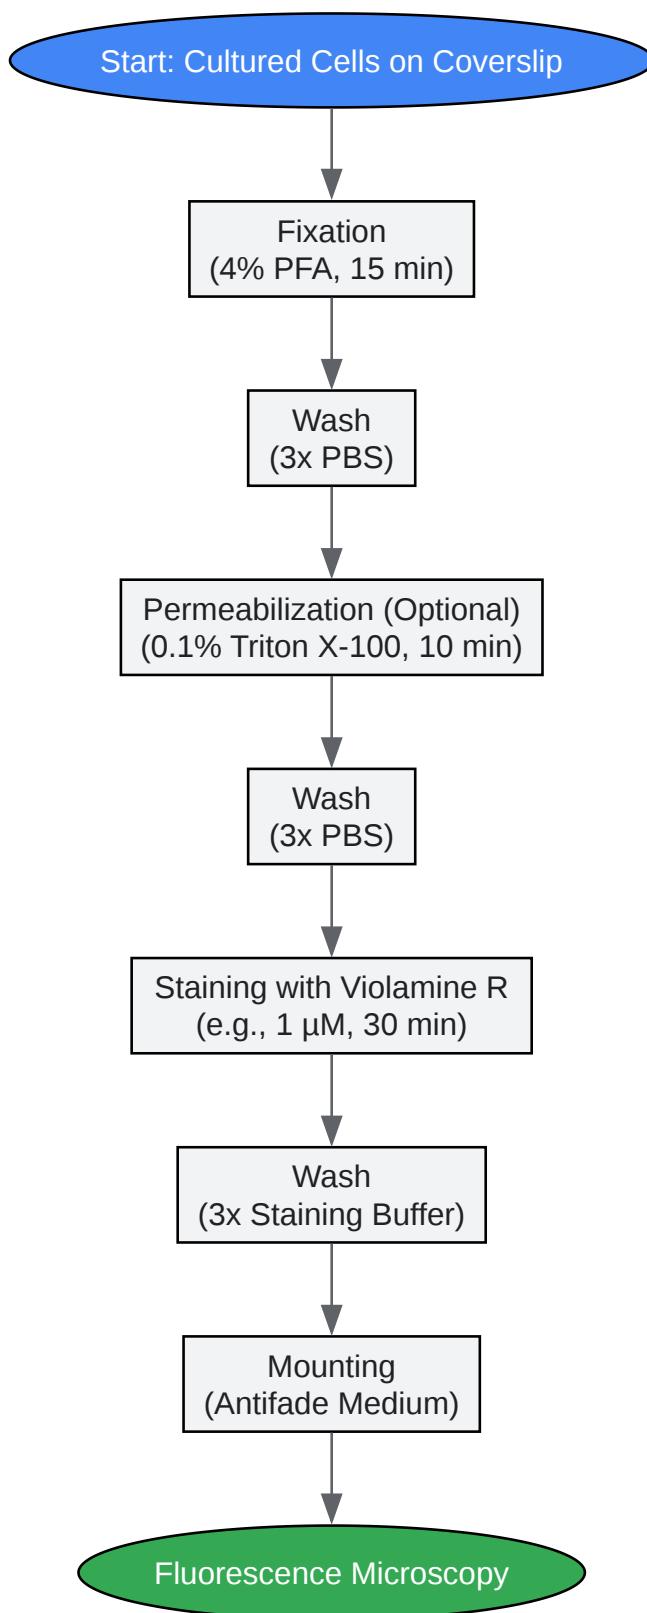 Start: Cultured Cells on Coverslip
Fixation
(4% PFA, 15 min)
Wash
(3x PBS)
Permeabilization (Optional)
(0.1% Triton X-100, 10 min)
Wash
(3x PBS)
Staining with Violamine R
(e.g., 1 µM, 30 min)
Wash
(3x Staining Buffer)
Mounting
(Antifade Medium)
Fluorescence Microscopy